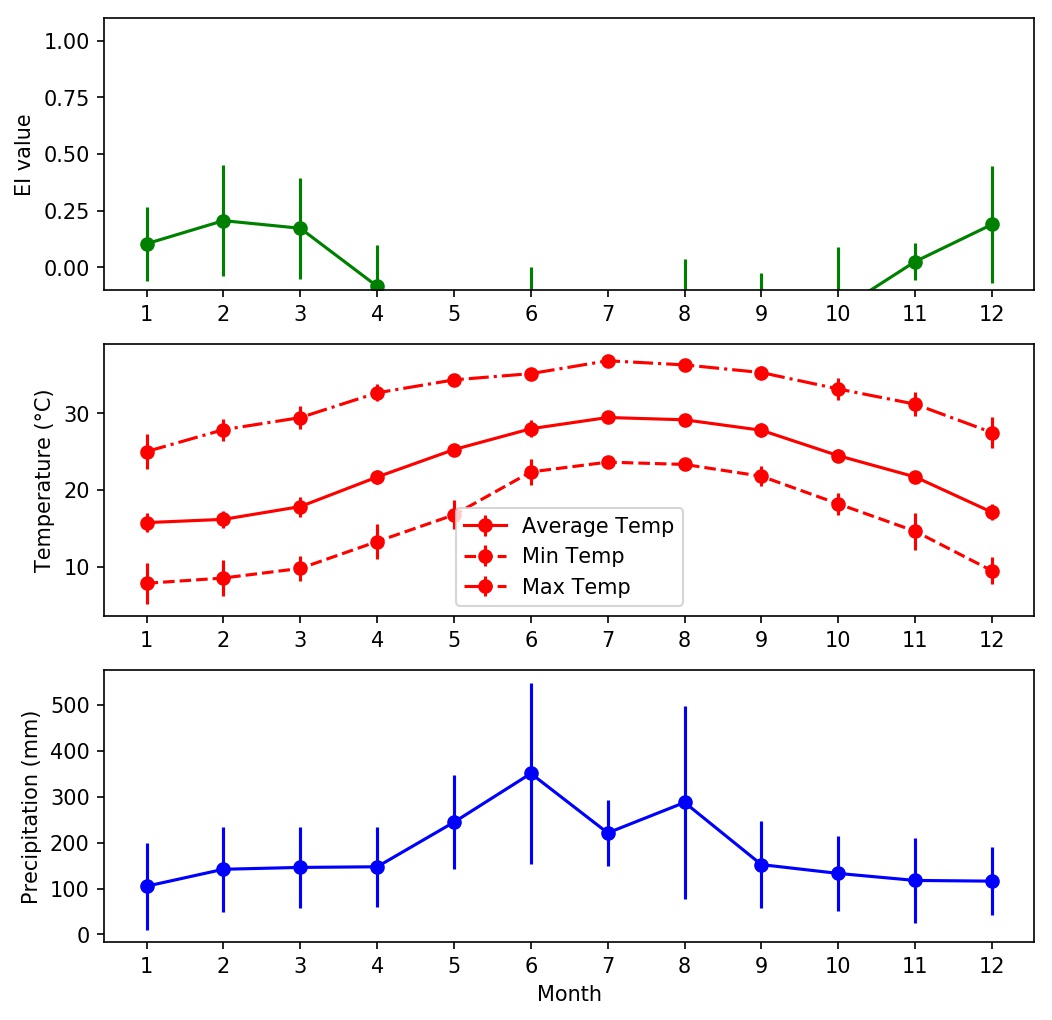 EI value
1.00
0.75
0.50
0.25
0.00
1 2 3 4 5 6 7 8 9 10 11 12
Temperature (°C)
30
20
10
Average Temp
Min Temp
Max Temp
1 2 3 4 5 6 7 8 9 10 11 12
Precipitation (mm)
500
400
300
200
100
0
1 2 3 4 5 6 7 8 9 10 11 12
Month